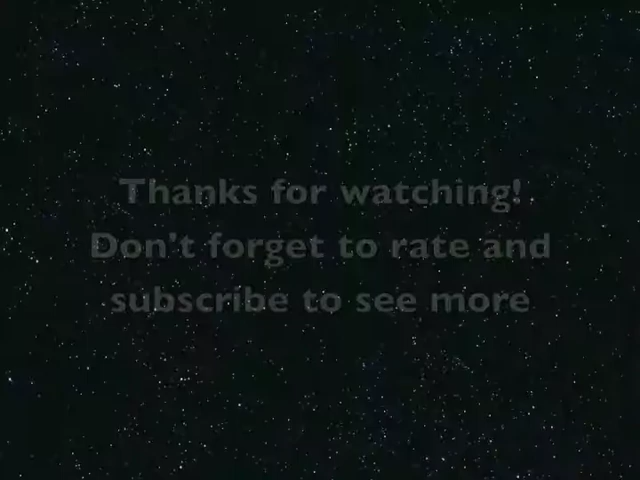 Thanks for watching!
Don't forget to rate and
subscribe to see more